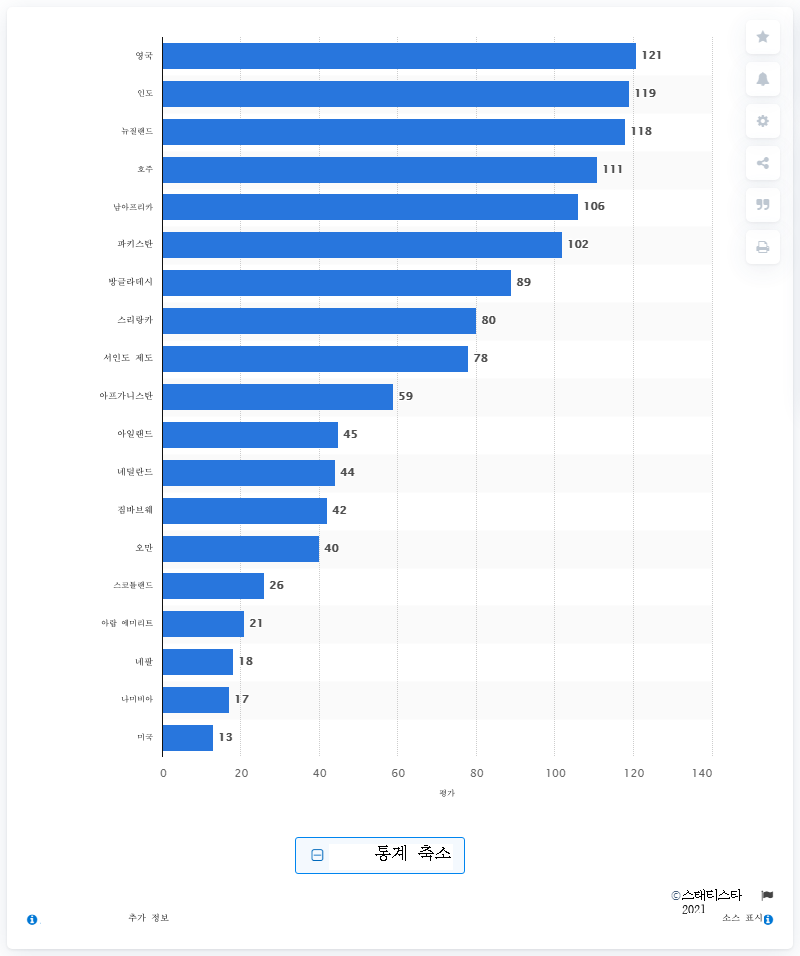 영국 121
인도 119
뉴질랜드 118
호주 111
남아프리카 106
파키스탄 102
방글라데시 89
스리랑카 80
서인도 제도 78
아프가니스탄 59
아일랜드 45
네덜란드 44
짐바브웨 42
오만 40
스코틀랜드 26
아랍 에미리트 21
네팔 18
나미비아 17
미국 13
0 20 40 60 80 100 120 140
평가
통계 축소
©스태티스타
2021
추가 정보
소스 표시